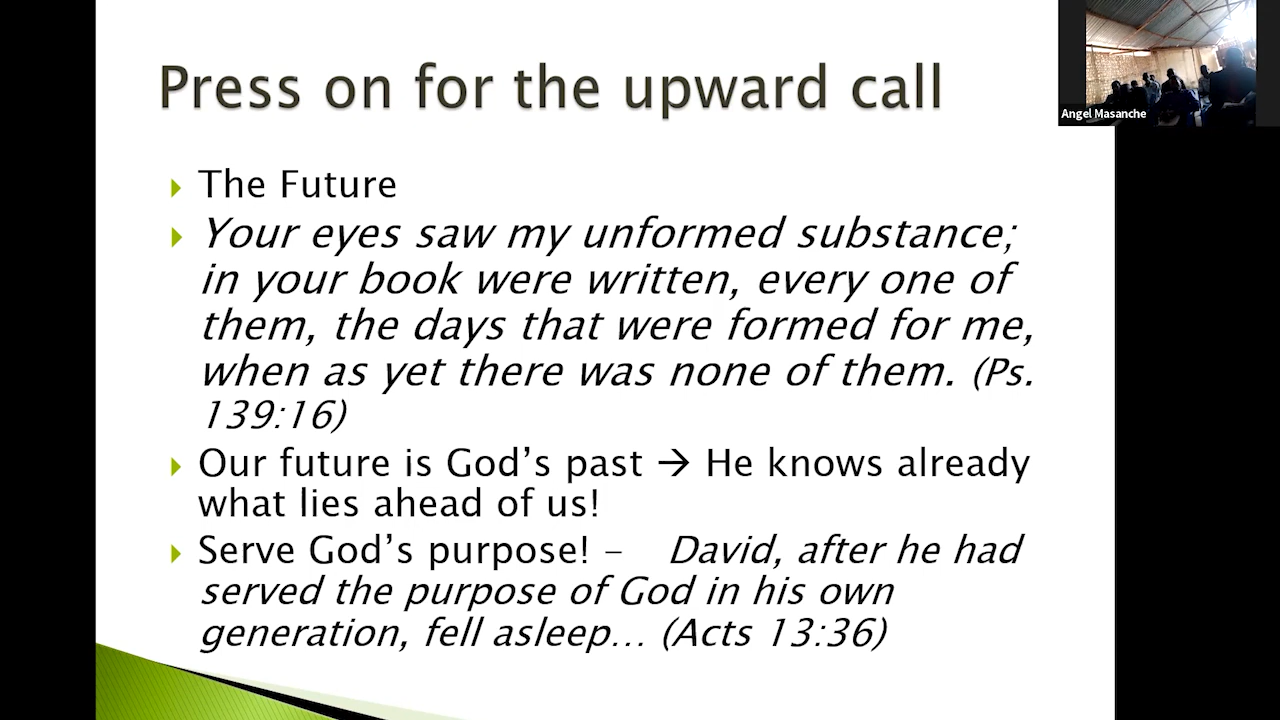 Press on for the upward call
Angel Masanche
The Future
Your eyes saw my unformed substance;
in your book were written, every one of
them, the days that were formed for me,
when as yet there was none of them. (Ps.
139:16)
Our future is God’s past → He knows already
what lies ahead of us!
Serve God’s purpose! – David, after he had
served the purpose of God in his own
generation, fell asleep… (Acts 13:36)